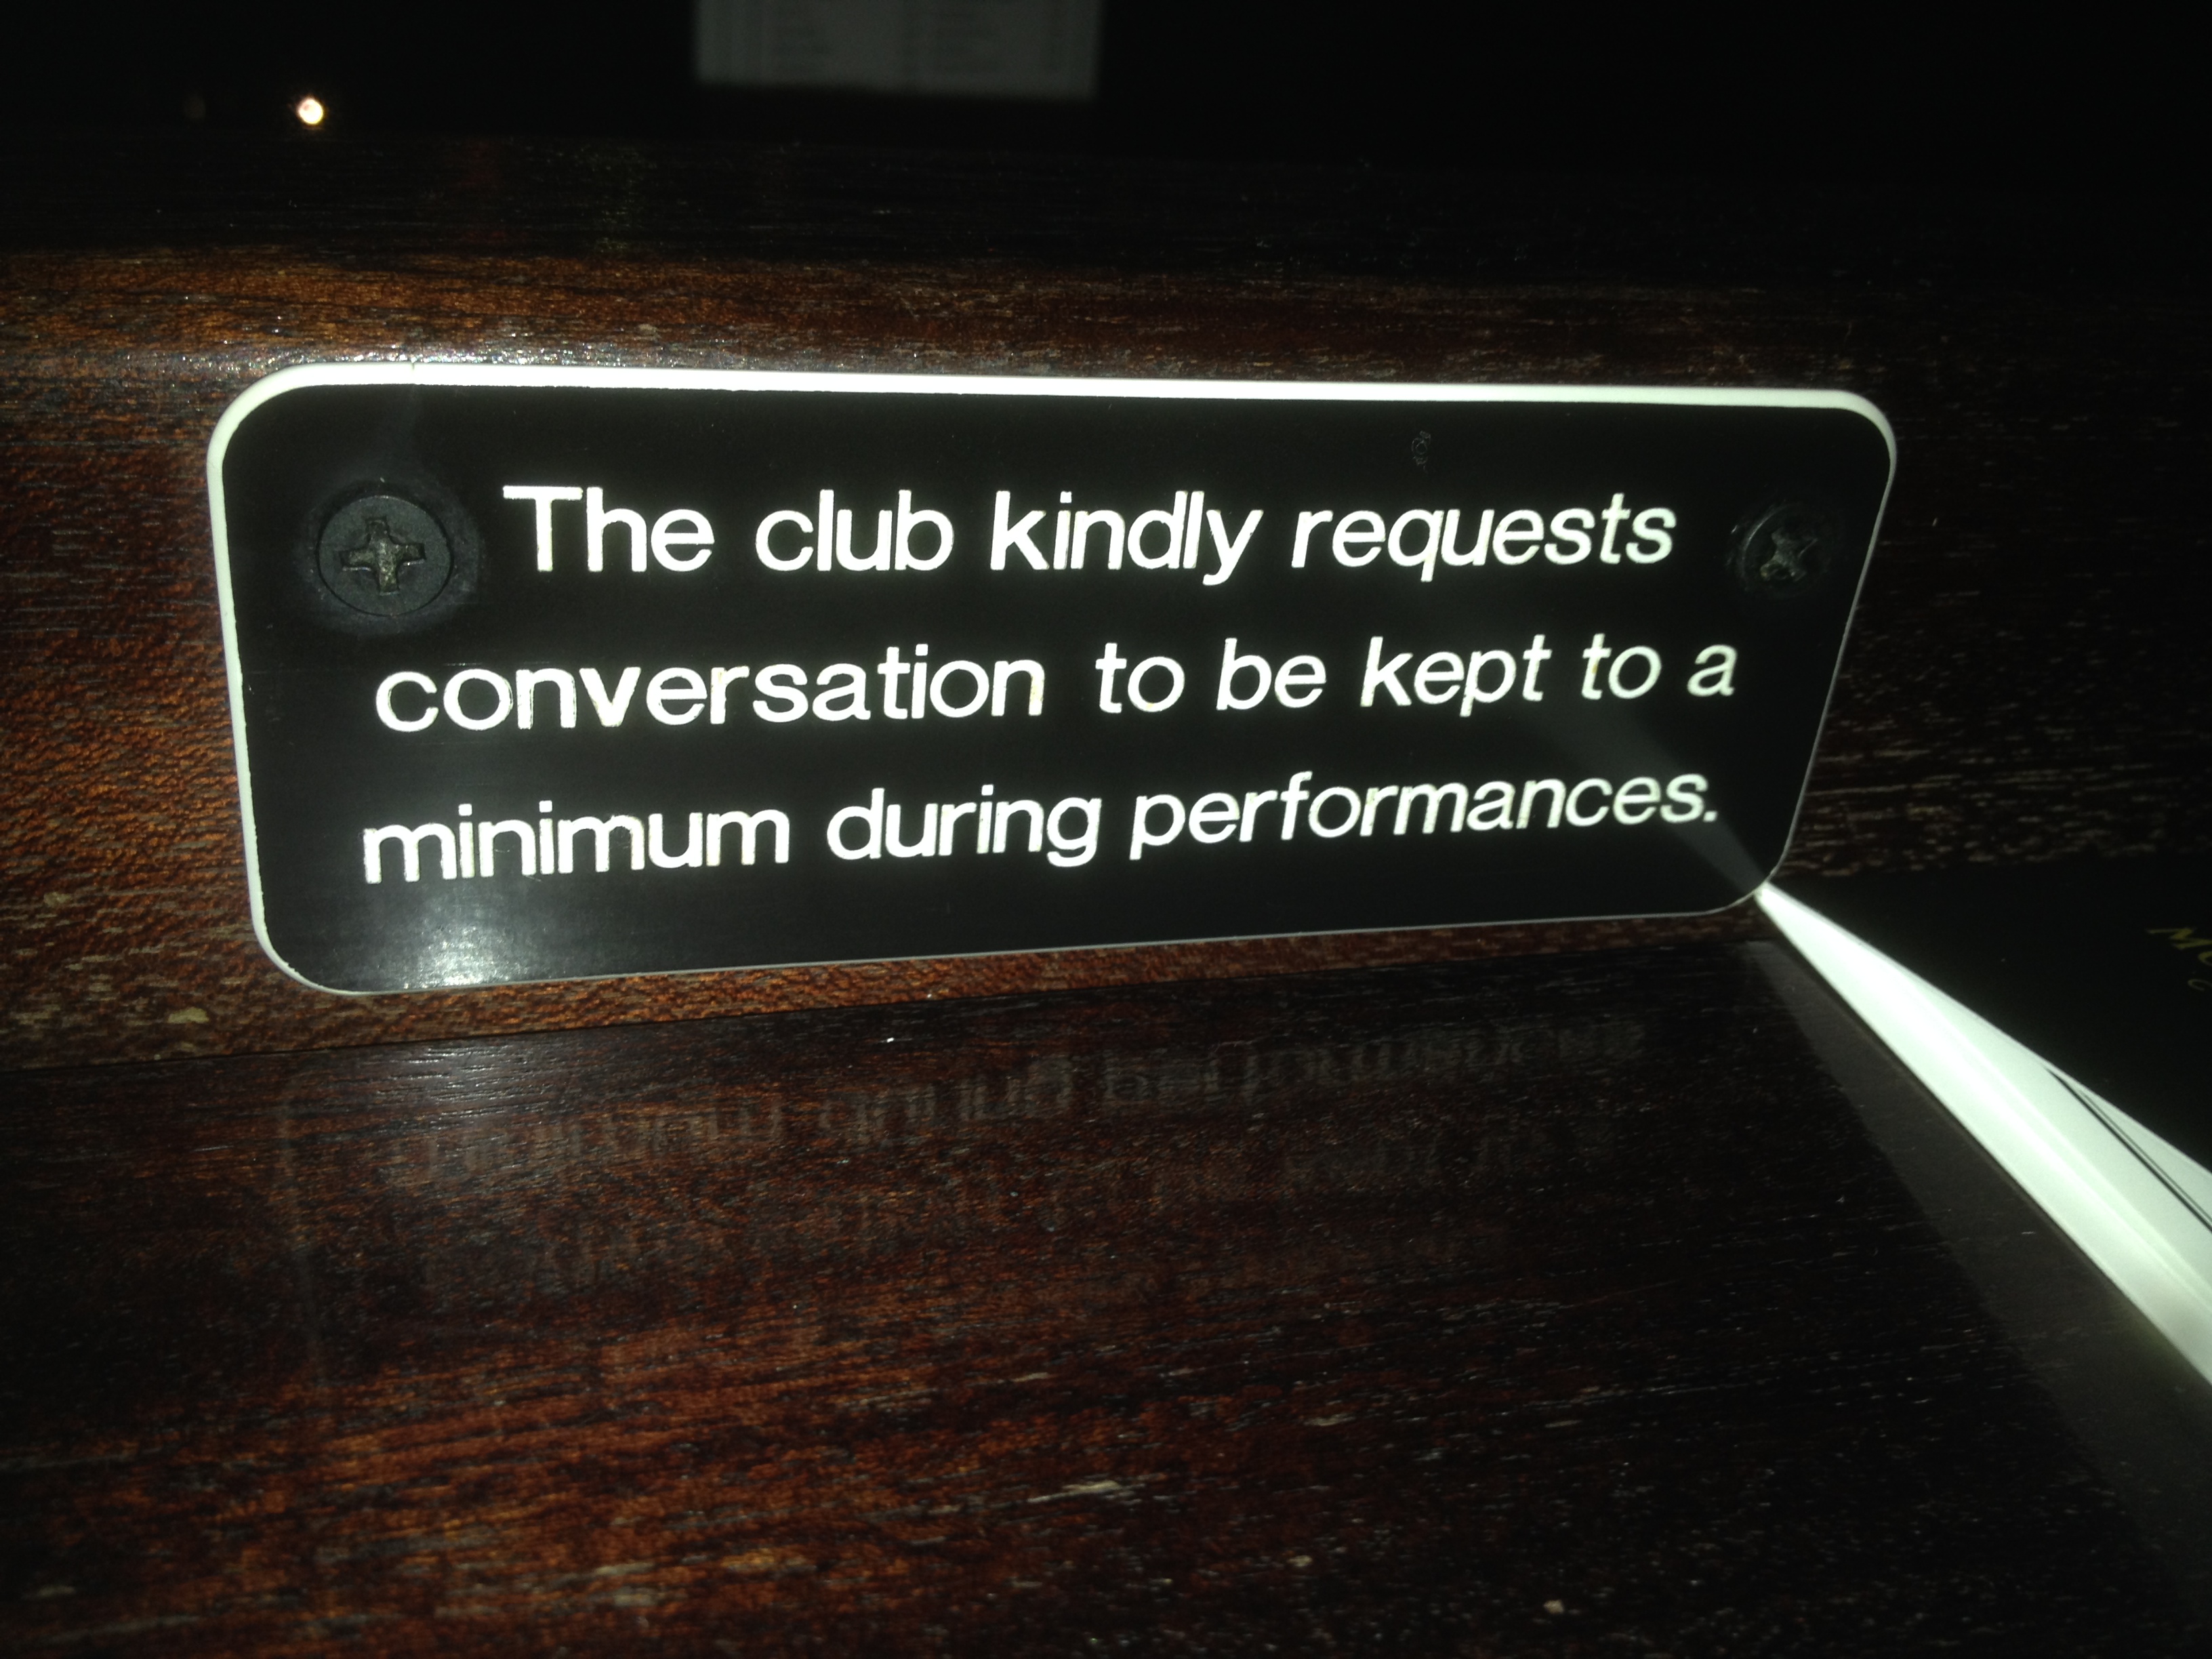 The club kindly requests
conversation to be kept to a
minimum during performances.